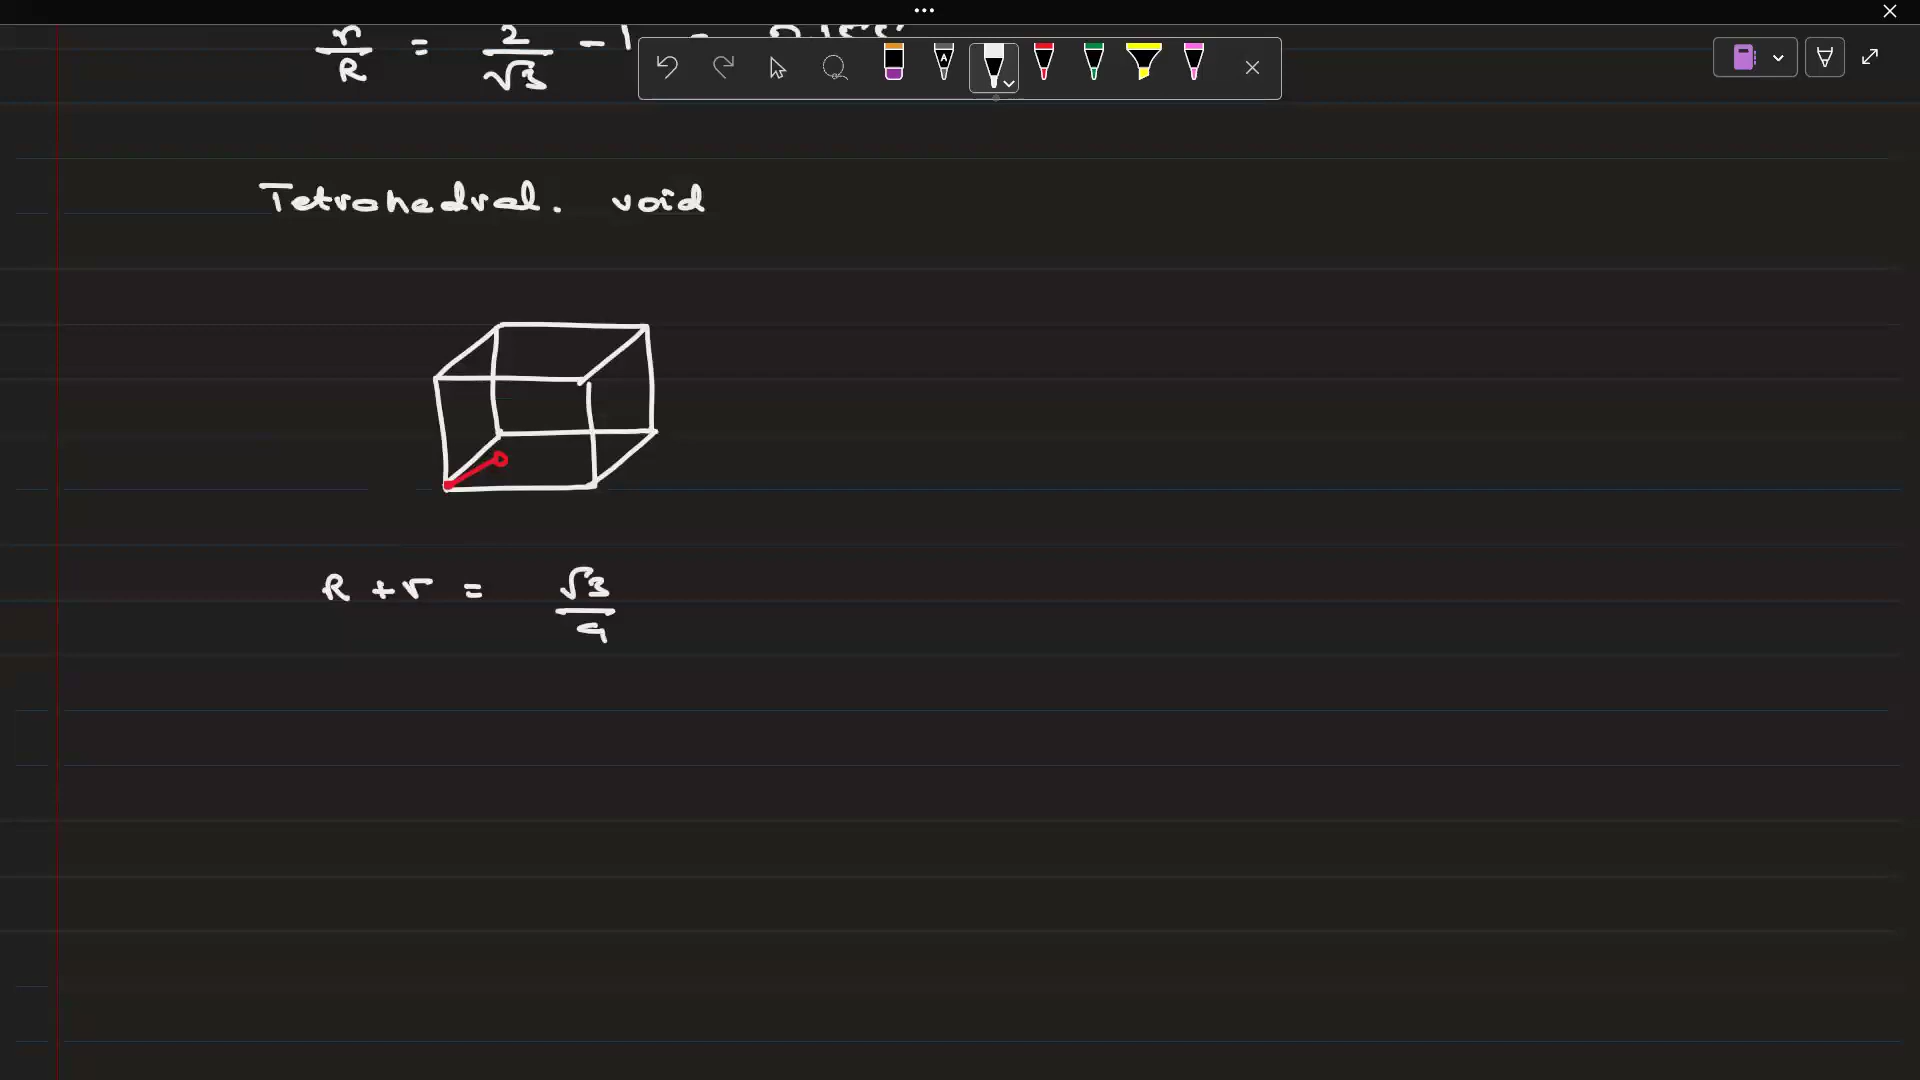 r/R = 2/√3 - 1 =
Tetrahedral. void
R + r = √3/4